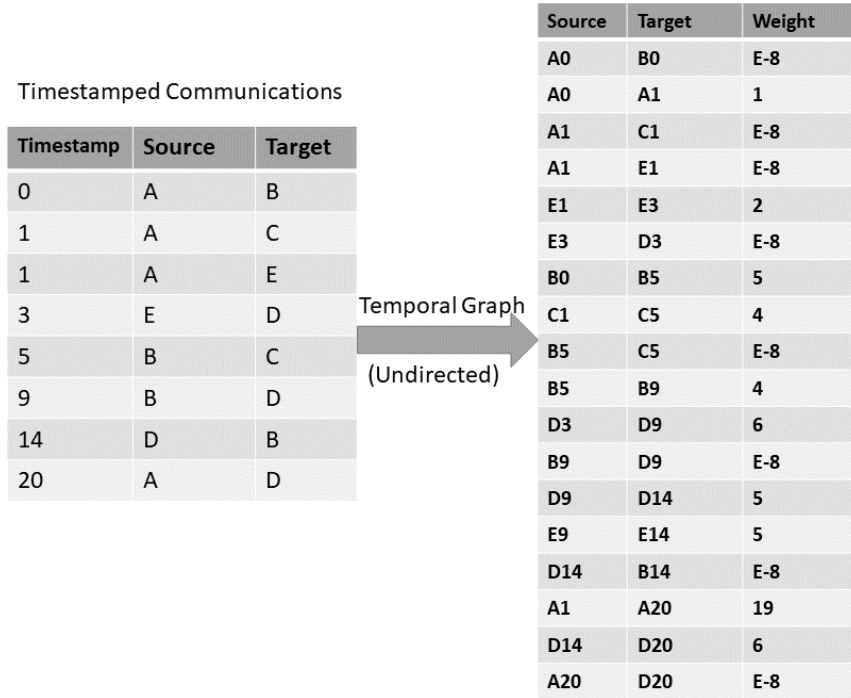 Timestamped Communications
Timestamp Source Target
0 A B
1 A C
1 A E
3 E D
5 B C
9 B D
14 D B
20 A D
Temporal Graph
(Undirected)
Source Target Weight
A0 B0 E-8
A0 A1 1
A1 C1 E-8
A1 E1 E-8
E1 E3 2
E3 D3 E-8
B0 B5 5
C1 C5 4
B5 C5 E-8
B5 B9 4
D3 D9 6
B9 D9 E-8
D9 D14 5
E9 E14 5
D14 B14 E-8
A1 A20 19
D14 D20 6
A20 D20 E-8